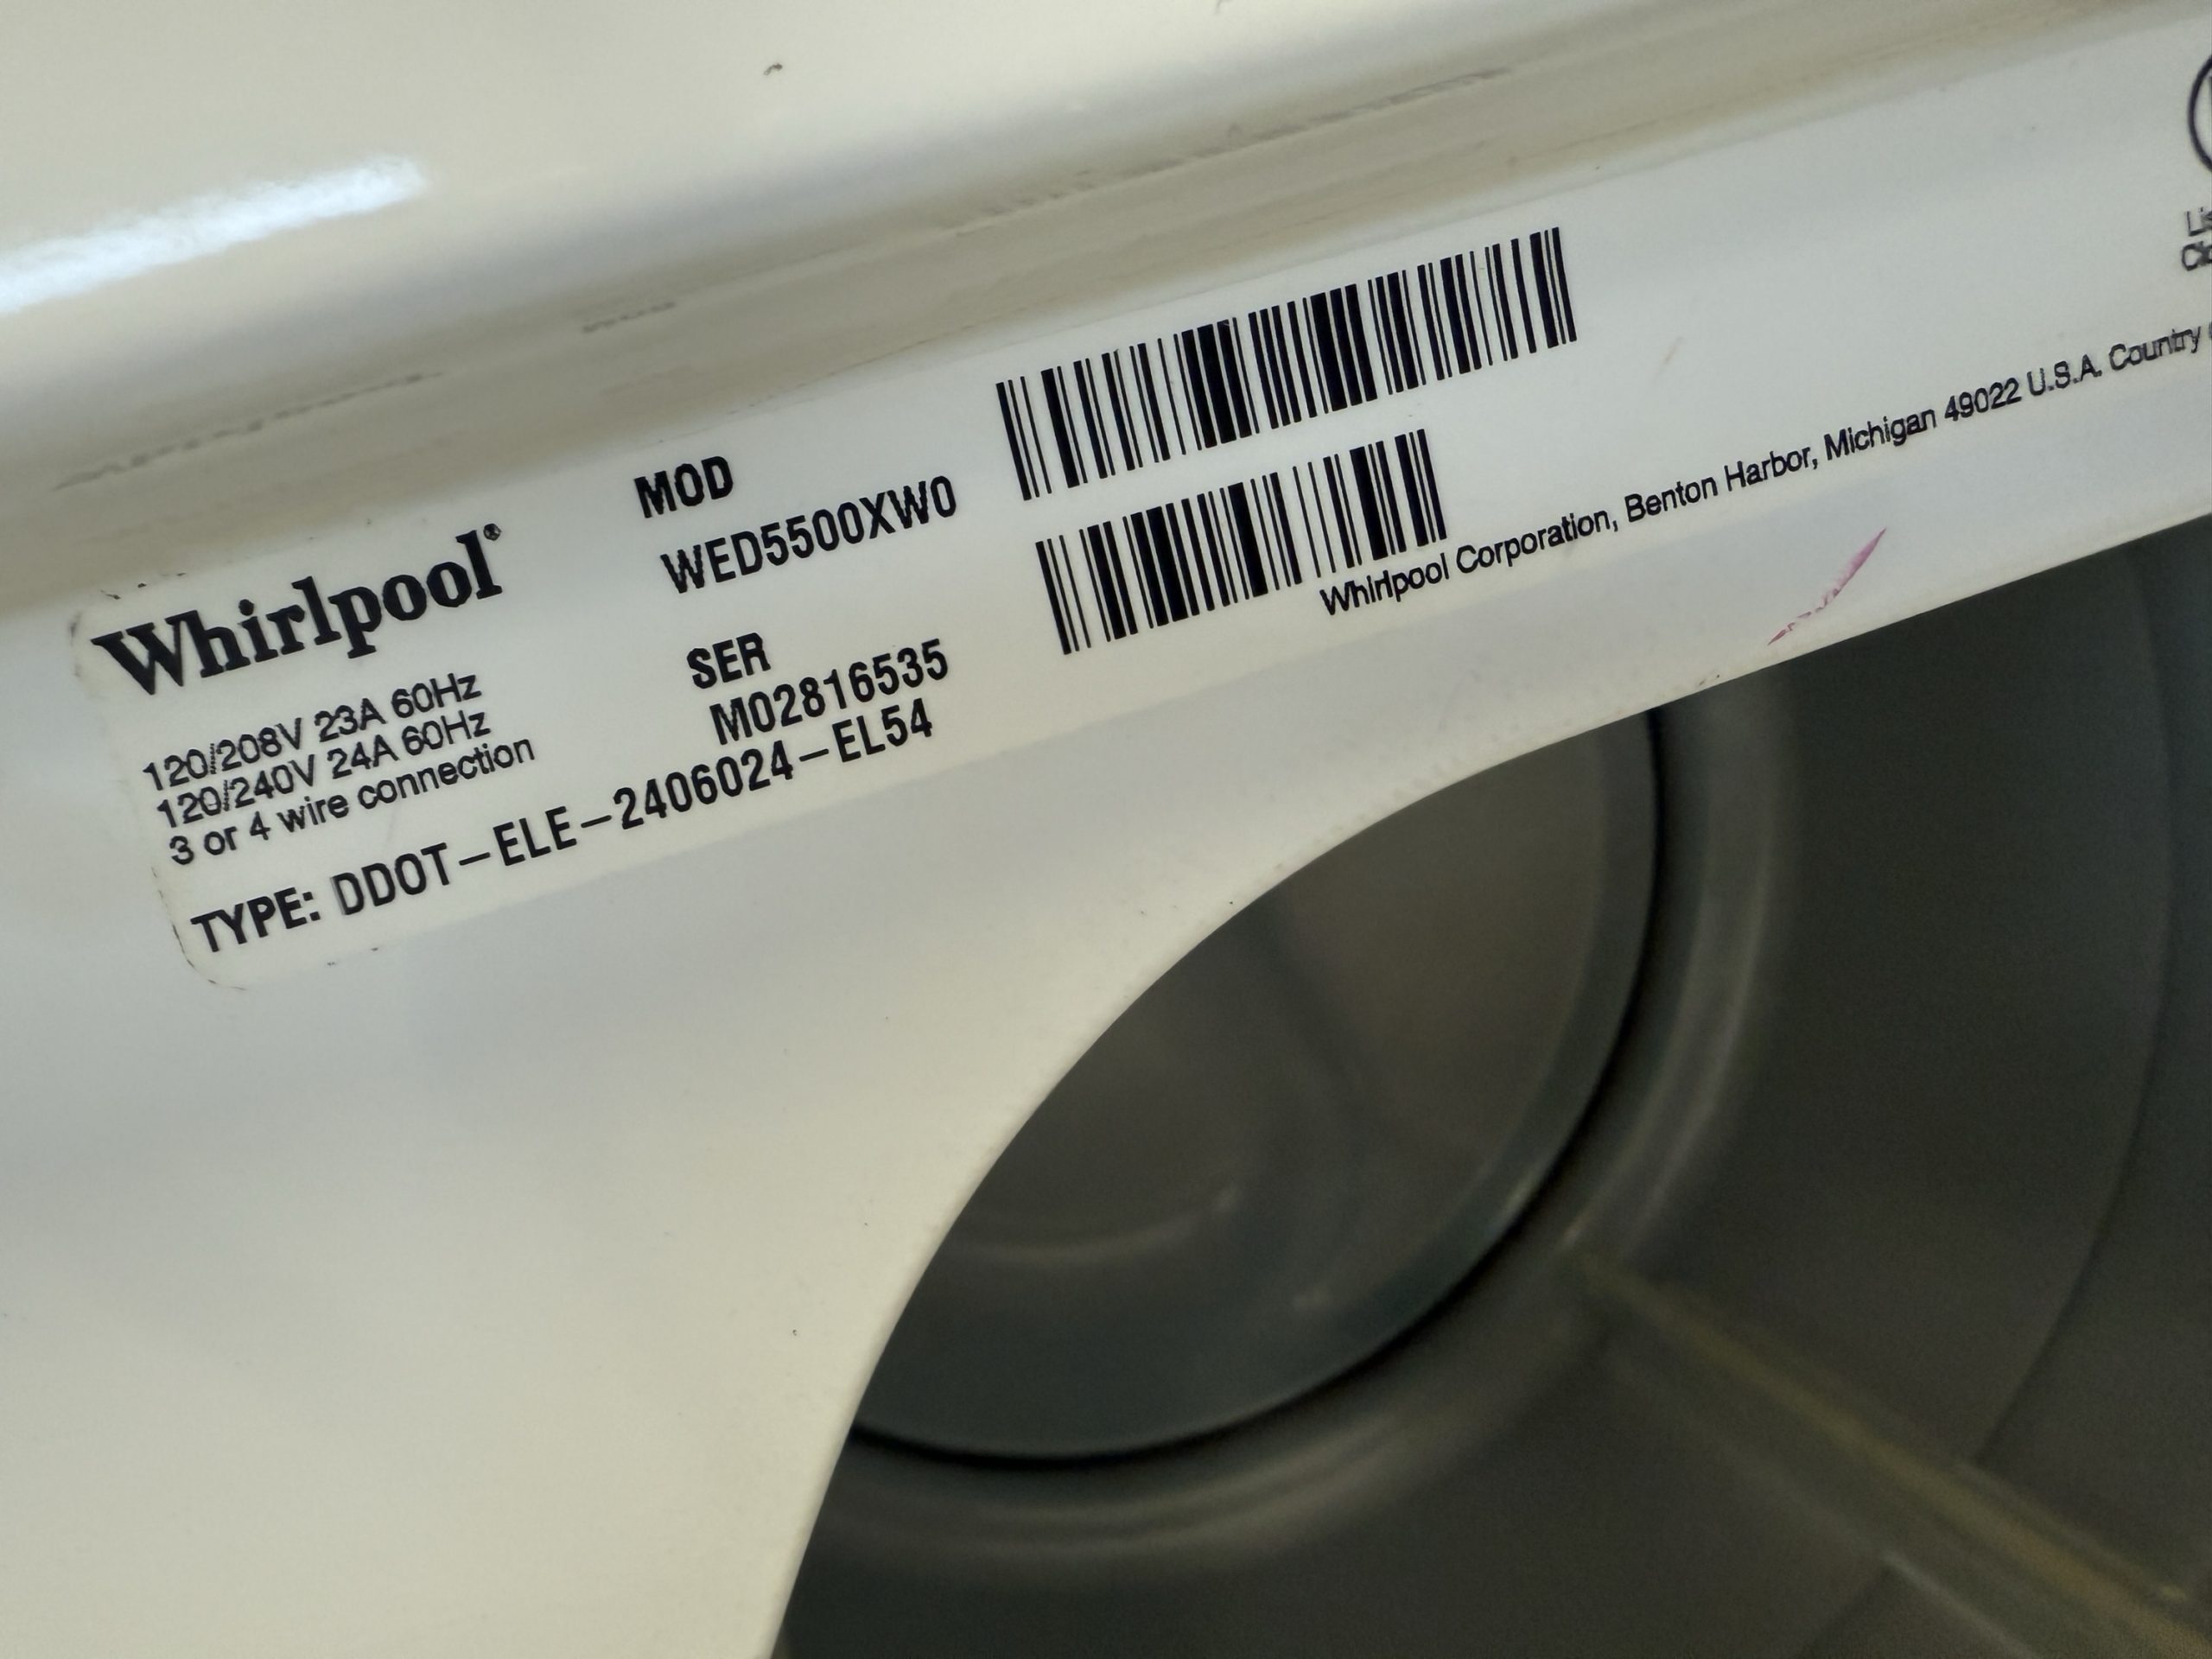 Whirlpool®
120/208V 23A 60Hz
120/240V 24A 60Hz
3 or 4 wire connection
TYPE: DDOT-ELE-2406024-EL54
MOD
WED5500XW0
SER
M02816535
Whirlpool Corporation, Benton Harbor, Michigan 49022 U.S.A. Country